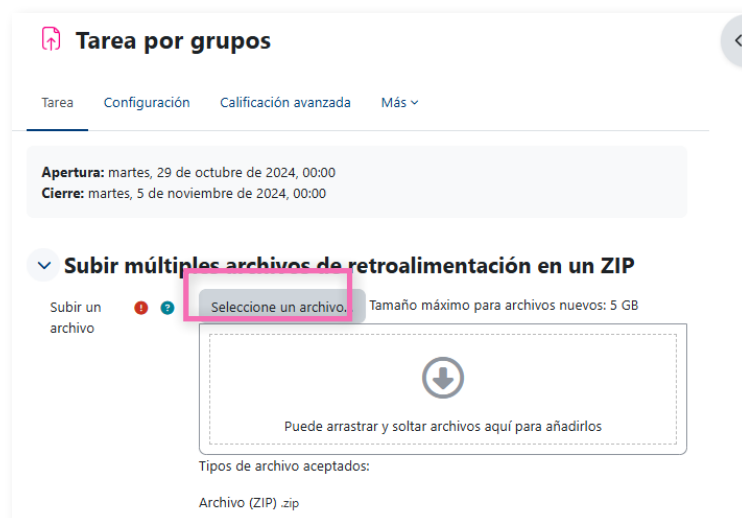 Tarea por grupos
Tarea Configuración Calificación avanzada Más
Apertura: martes, 29 de octubre de 2024, 00:00
Cierre: martes, 5 de noviembre de 2024, 00:00
Subir múltiples archivos de retroalimentación en un ZIP
Subir un archivo
Seleccione un archivo... Tamaño máximo para archivos nuevos: 5 GB
Puede arrastrar y soltar archivos aquí para añadirlos
Tipos de archivo aceptados:
Archivo (ZIP) .zip